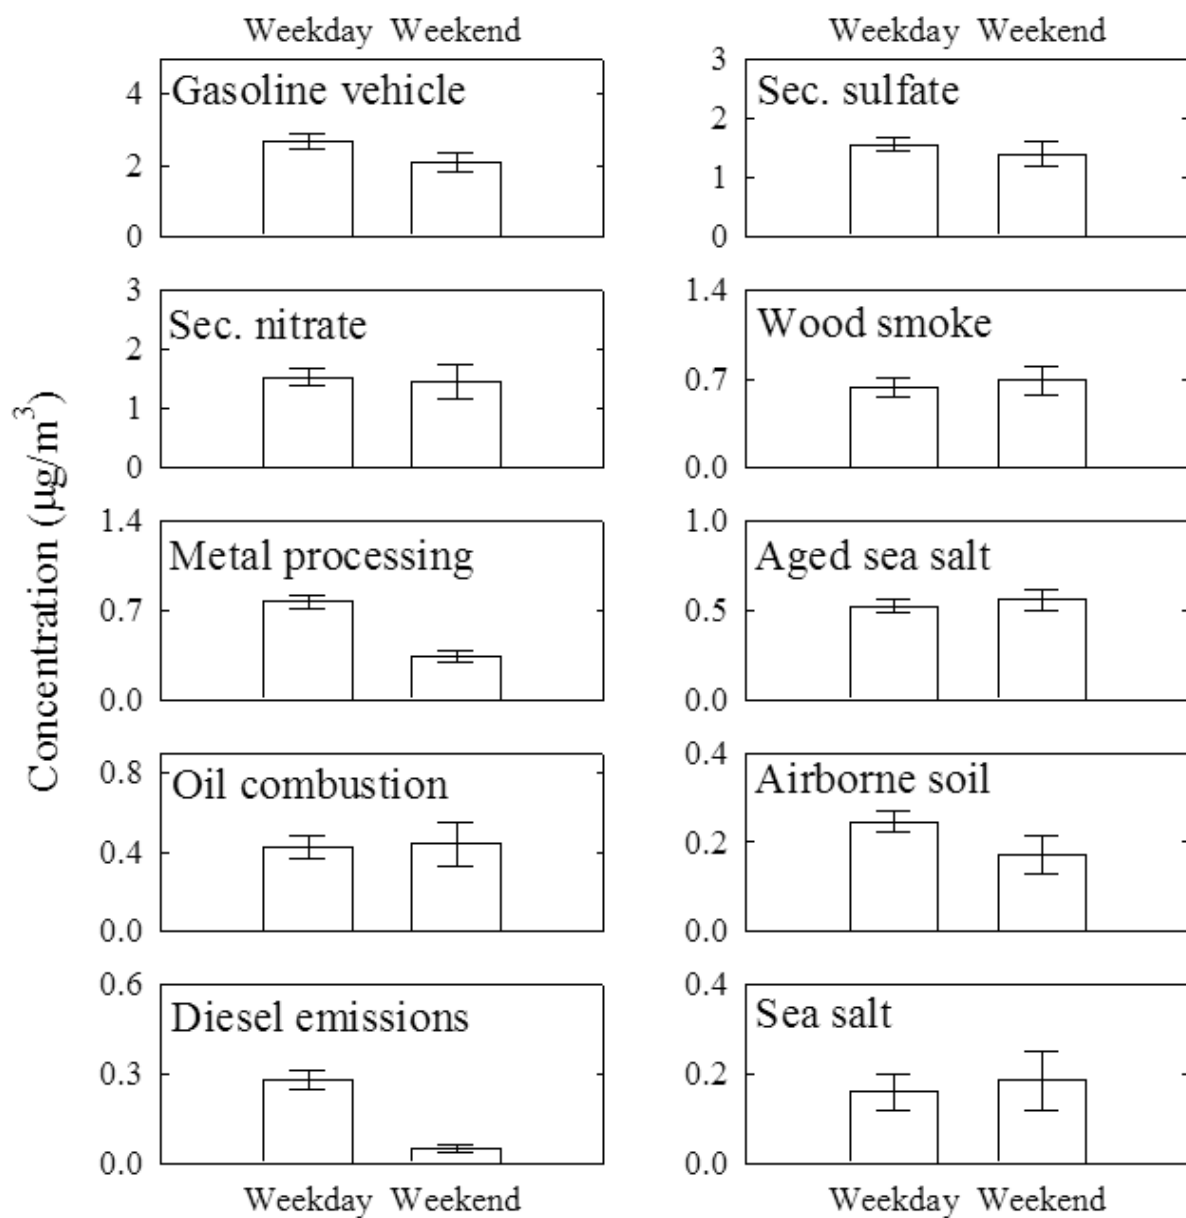 Weekday Weekend
Weekday Weekend
4
2
0
Gasoline vehicle
3
2
1
0
Sec. sulfate
3
2
1
0
Sec. nitrate
1.4
0.7
0.0
Wood smoke
Concentration (μg/m³)
1.4
0.7
0.0
Metal processing
1.0
0.5
0.0
Aged sea salt
0.8
0.4
0.0
Oil combustion
0.4
0.2
0.0
Airborne soil
0.6
0.3
0.0
Diesel emissions
0.4
0.2
0.0
Sea salt
Weekday Weekend
Weekday Weekend